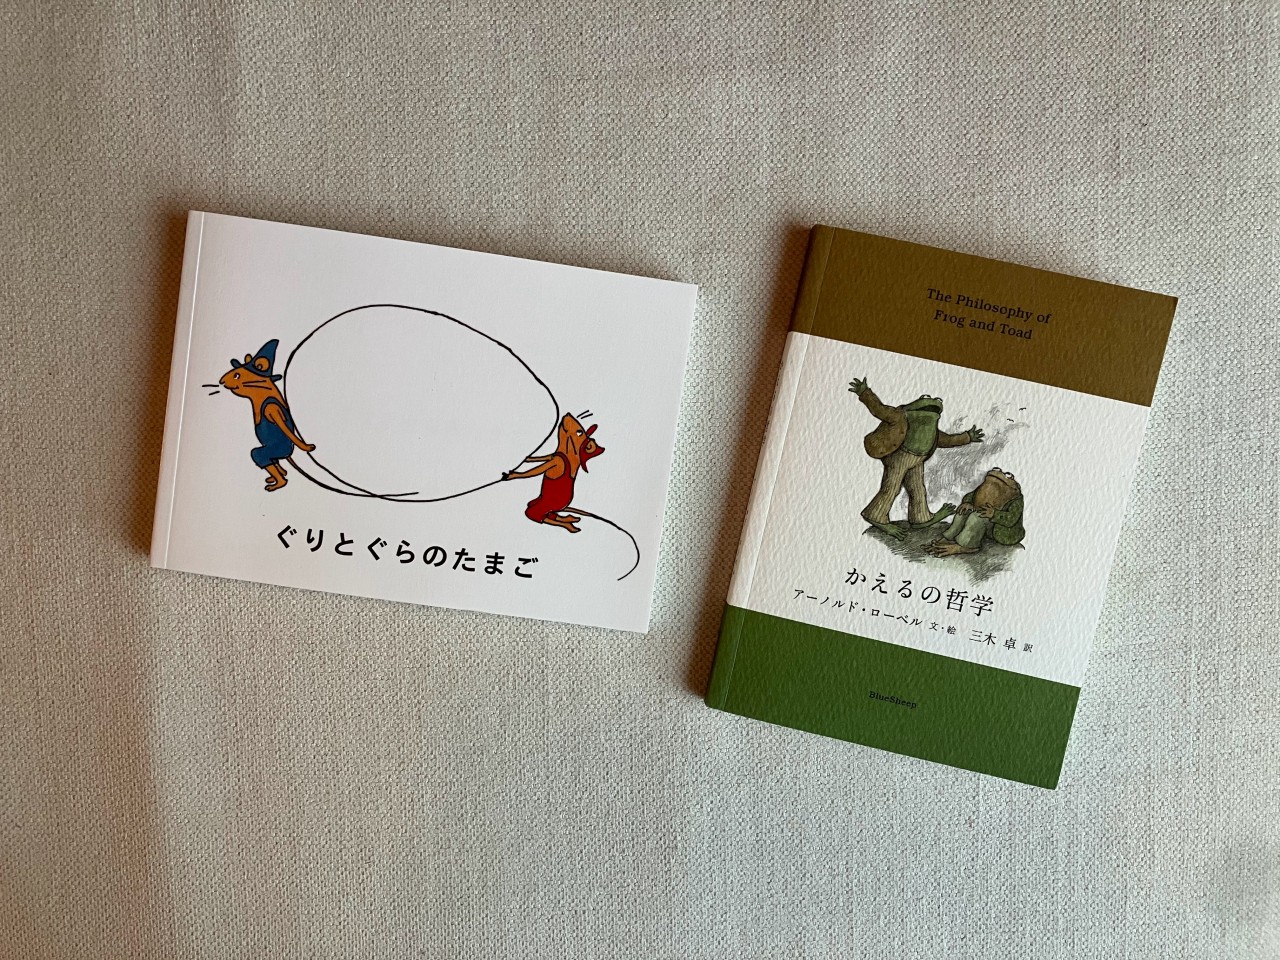 ぐりとぐらのたまご
The Philosophy of
Frog and Toad
かえるの哲学
アーノルド・ローベル 文・絵 三木 卓 訳
BlueSheep